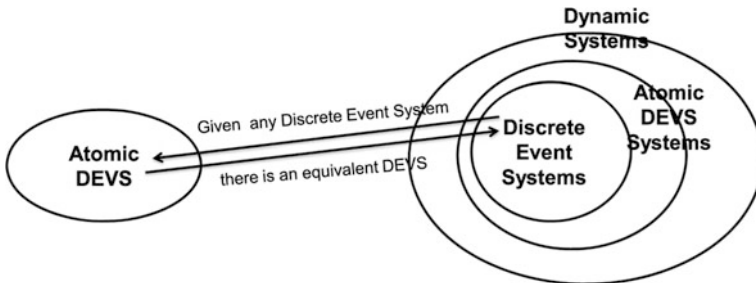 Dynamic
Systems
Given any Discrete Event System
there is an equivalent DEVS
Atomic
DEVS
Discrete
Event
Systems
Atomic
DEVS
Systems